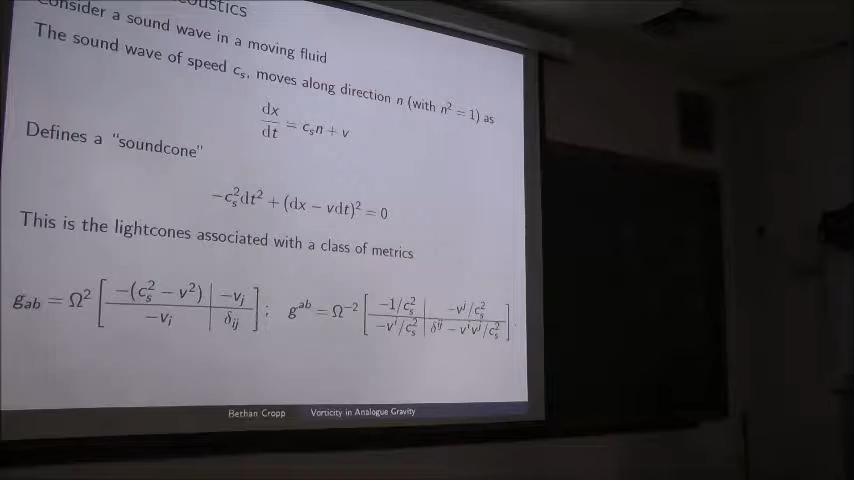 Consider a sound wave in a moving fluid
The sound wave of speed c_s, moves along direction n (with n² = 1) as
dx/dt = c_s n + v
Defines a "soundcone"
−c_s²dt² + (dx − vdt)² = 0
This is the lightcones associated with a class of metrics
g_ab = Ω² [ −(c_s² − v²) | −v_j ; −v_i | δ_ij ] ; g^ab = Ω⁻² [ −1/c_s² | −v^j/c_s² ; −v^i/c_s² | δ^ij − v^i v^j/c_s² ] .
Bethan Cropp Vorticity in Analogue Gravity